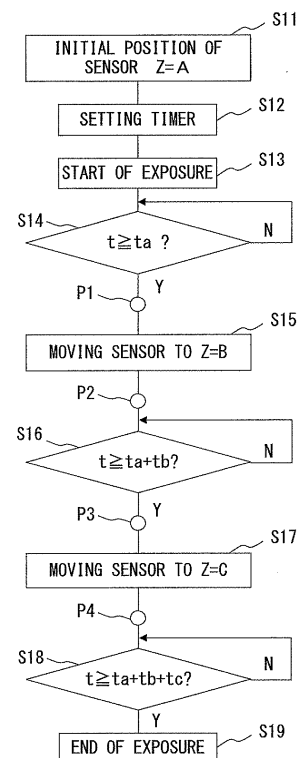 S11
INITIAL POSITION OF
SENSOR Z=A
S12
SETTING TIMER
S13
START OF EXPOSURE
S14
t≧ta ?
N
Y
P1
S15
MOVING SENSOR TO Z=B
P2
S16
t≧ta+tb?
N
Y
P3
S17
MOVING SENSOR TO Z=C
P4
S18
t≧ta+tb+tc?
N
Y
S19
END OF EXPOSURE